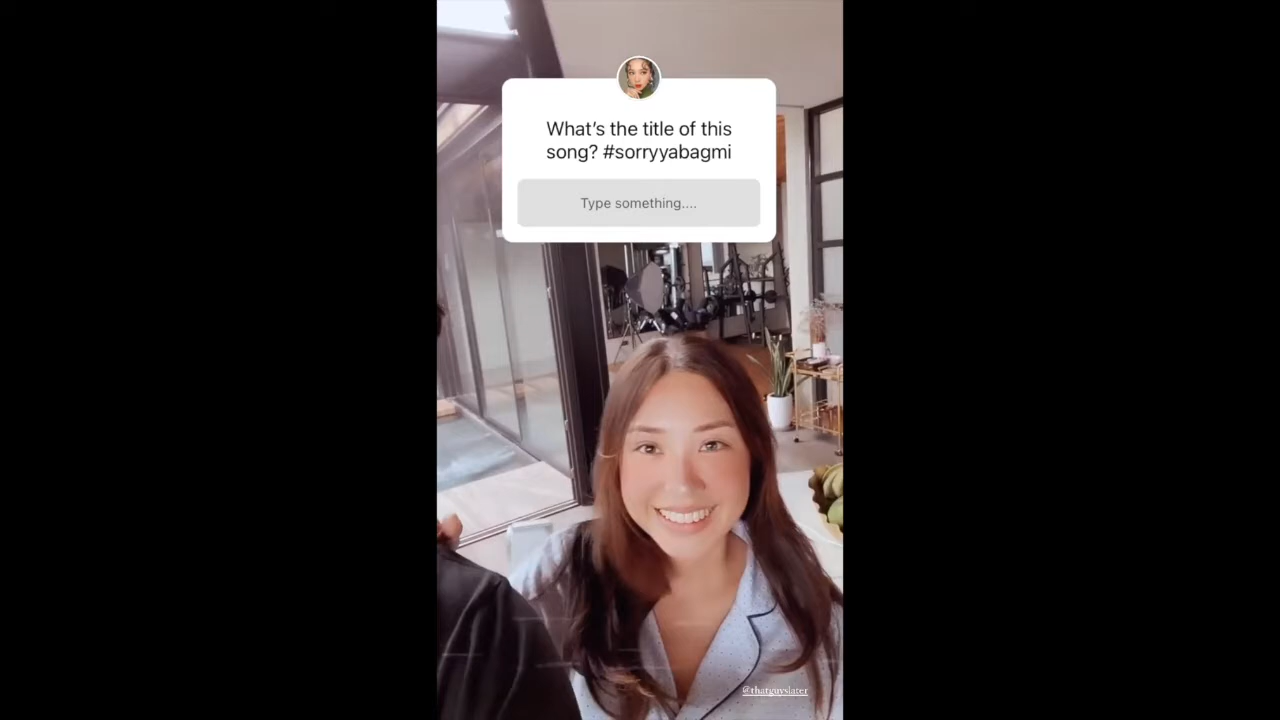 What's the title of this
song? #sorryyabagmi
Type something....
@thatguyslater